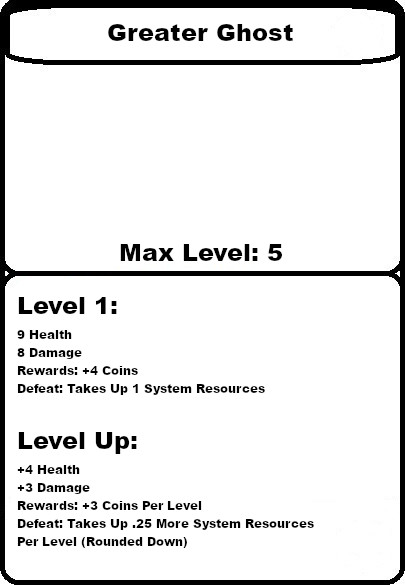 Greater Ghost
Max Level: 5
Level 1:
9 Health
8 Damage
Rewards: +4 Coins
Defeat: Takes Up 1 System Resources
Level Up:
+4 Health
+3 Damage
Rewards: +3 Coins Per Level
Defeat: Takes Up .25 More System Resources
Per Level (Rounded Down)